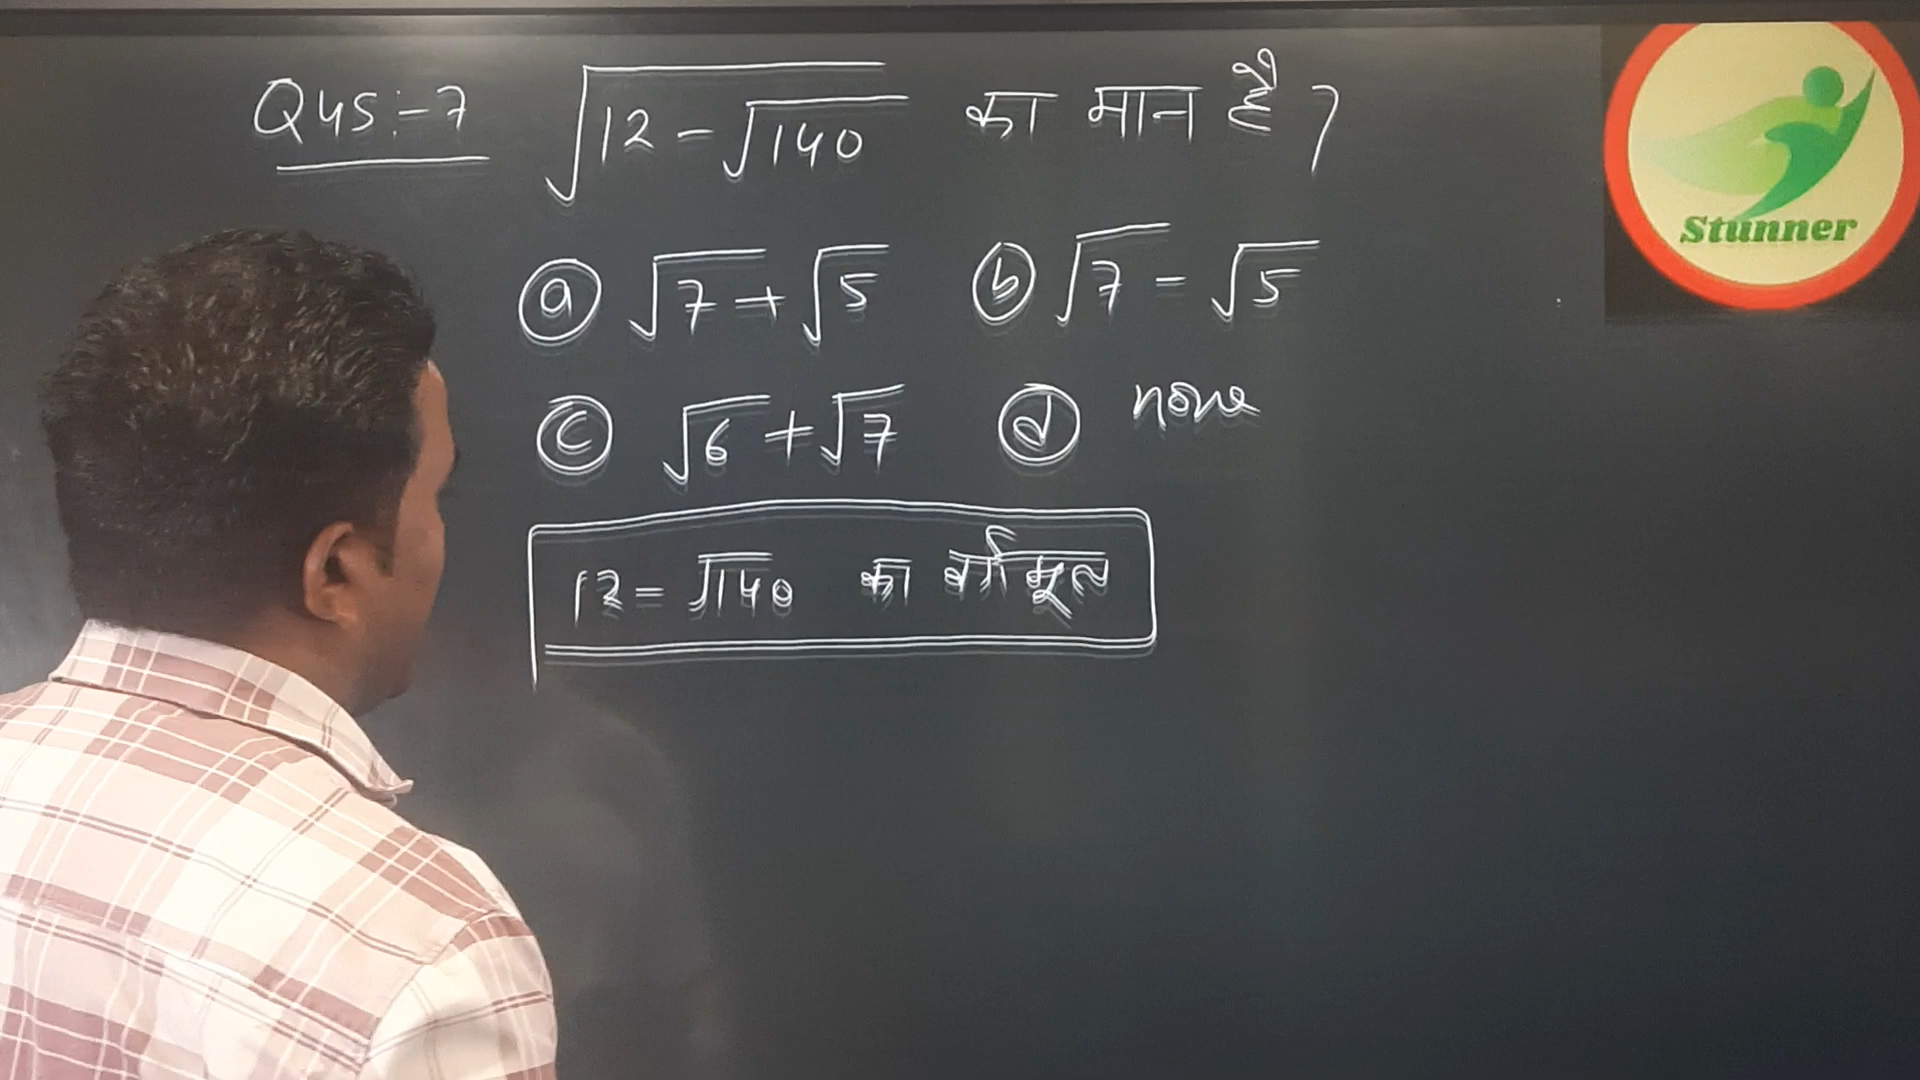 Qus:-7 √(12-√140) का मान है ?
Stunner
ⓐ √7+√5 ⓑ √7-√5
ⓒ √6+√7 ⓓ none
12-√140 का वर्गमूल